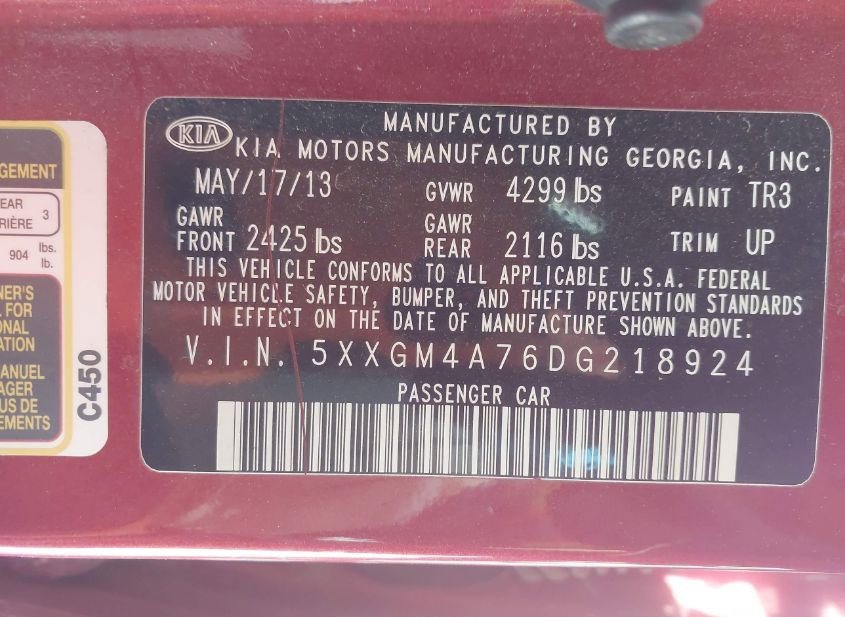 GEMENT
EAR
RIÈRE
3
904
lbs.
lb.
NER'S
FOR
ONAL
ATION
MANUEL
AGER
US DE
EMENTS
C450
KIA
MANUFACTURED BY
KIA MOTORS MANUFACTURING GEORGIA, INC.
MAY/17/13 GVWR 4299 lbs PAINT TR3
GAWR FRONT 2425 lbs GAWR REAR 2116 lbs TRIM UP
THIS VEHICLE CONFORMS TO ALL APPLICABLE U.S.A. FEDERAL
MOTOR VEHICLE SAFETY, BUMPER, AND THEFT PREVENTION STANDARDS
IN EFFECT ON THE DATE OF MANUFACTURE SHOWN ABOVE.
V.I.N. 5XXGM4A76DG218924
PASSENGER CAR